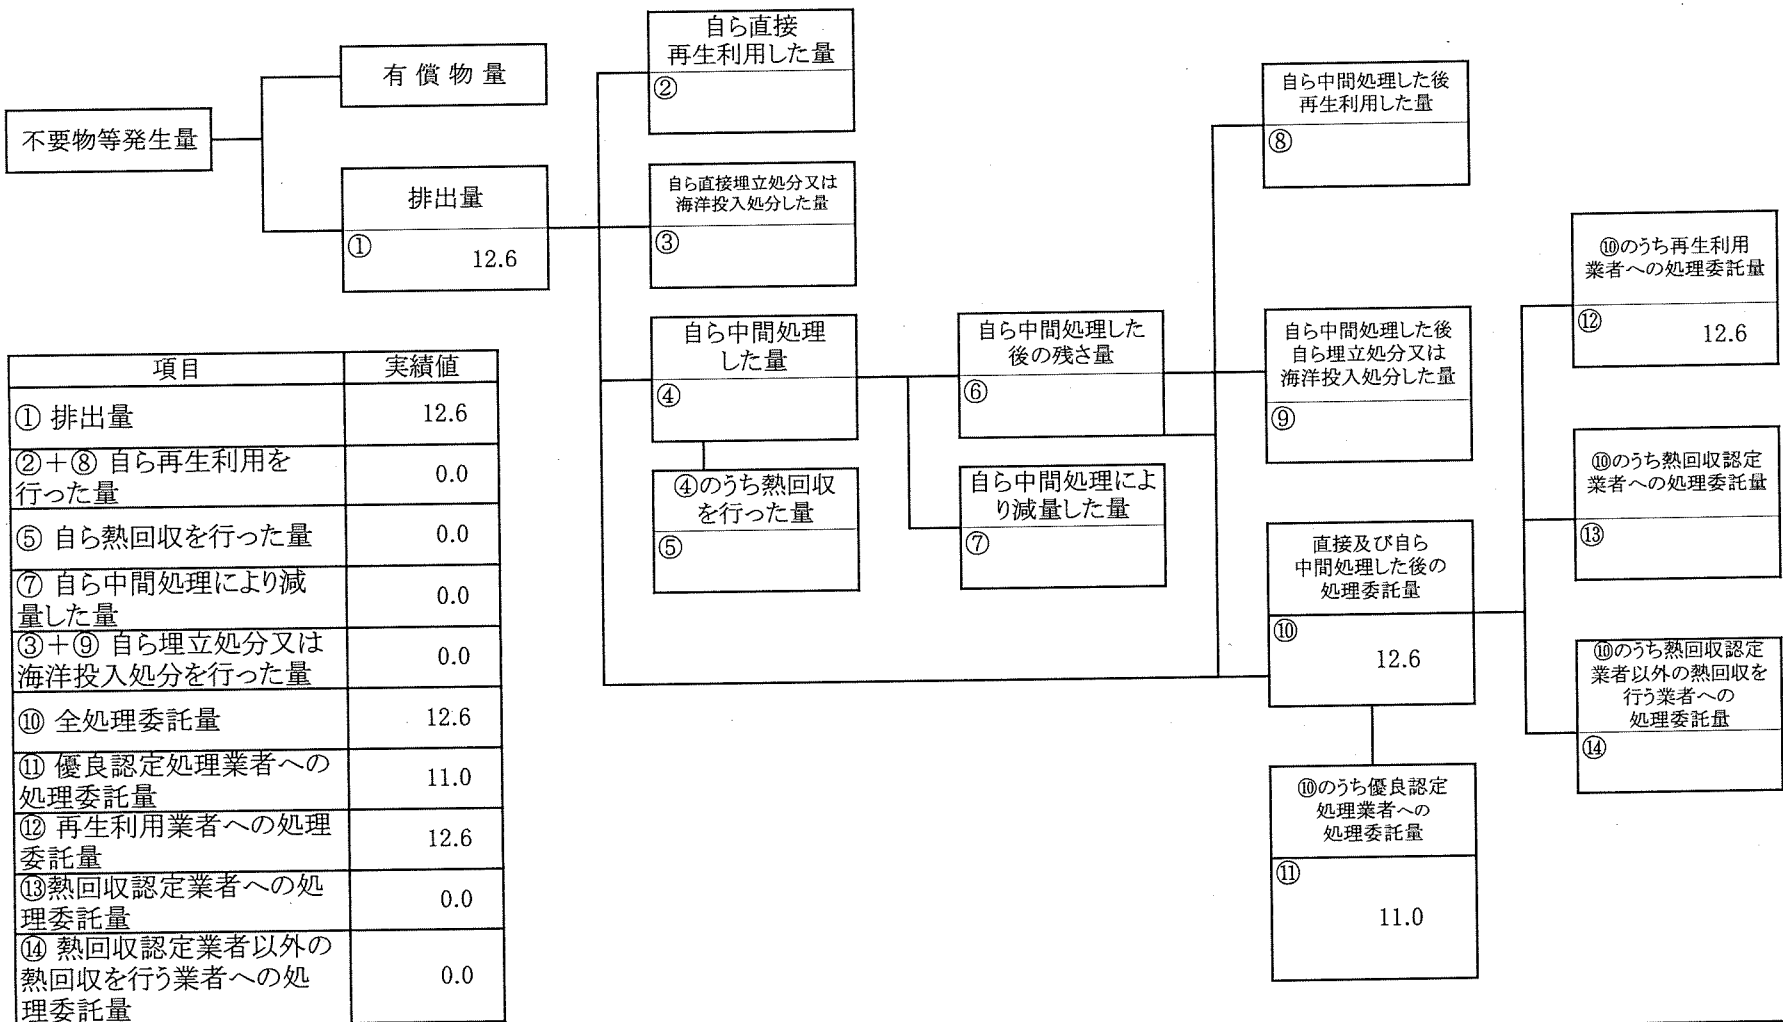 不要物等発生量
有償物量
排出量
①
12.6
自ら直接
再生利用した量
②
自ら直接埋立処分又は
海洋投入処分した量
③
自ら中間処理
した量
④
④のうち熱回収
を行った量
⑤
自ら中間処理した
後の残さ量
⑥
自ら中間処理によ
り減量した量
⑦
自ら中間処理した後
再生利用した量
⑧
自ら中間処理した後
自ら埋立処分又は
海洋投入処分した量
⑨
直接及び自ら
中間処理した後の
処理委託量
⑩
12.6
⑩のうち優良認定
処理業者への
処理委託量
⑪
11.0
⑩のうち再生利用
業者への処理委託量
⑫
12.6
⑩のうち熱回収認定
業者への処理委託量
⑬
⑩のうち熱回収認定
業者以外の熱回収を
行う業者への
処理委託量
⑭
項目 実績値
① 排出量 12.6
②+⑧ 自ら再生利用を
行った量 0.0
⑤ 自ら熱回収を行った量 0.0
⑦ 自ら中間処理により減
量した量 0.0
③+⑨ 自ら埋立処分又は
海洋投入処分を行った量 0.0
⑩ 全処理委託量 12.6
⑪ 優良認定処理業者への
処理委託量 11.0
⑫ 再生利用業者への処理
委託量 12.6
⑬熱回収認定業者への処
理委託量 0.0
⑭ 熱回収認定業者以外の
熱回収を行う業者への処
理委託量 0.0